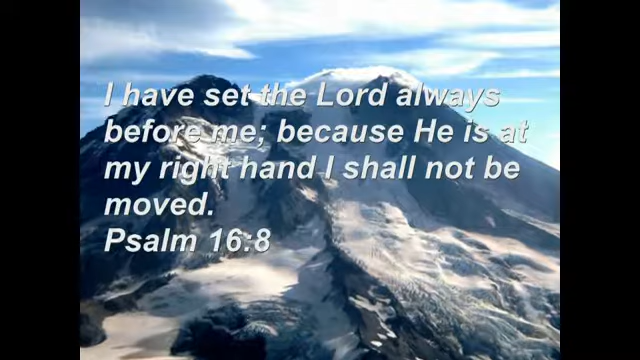 I have set the Lord always
before me; because He is at
my right hand I shall not be
moved.
Psalm 16:8